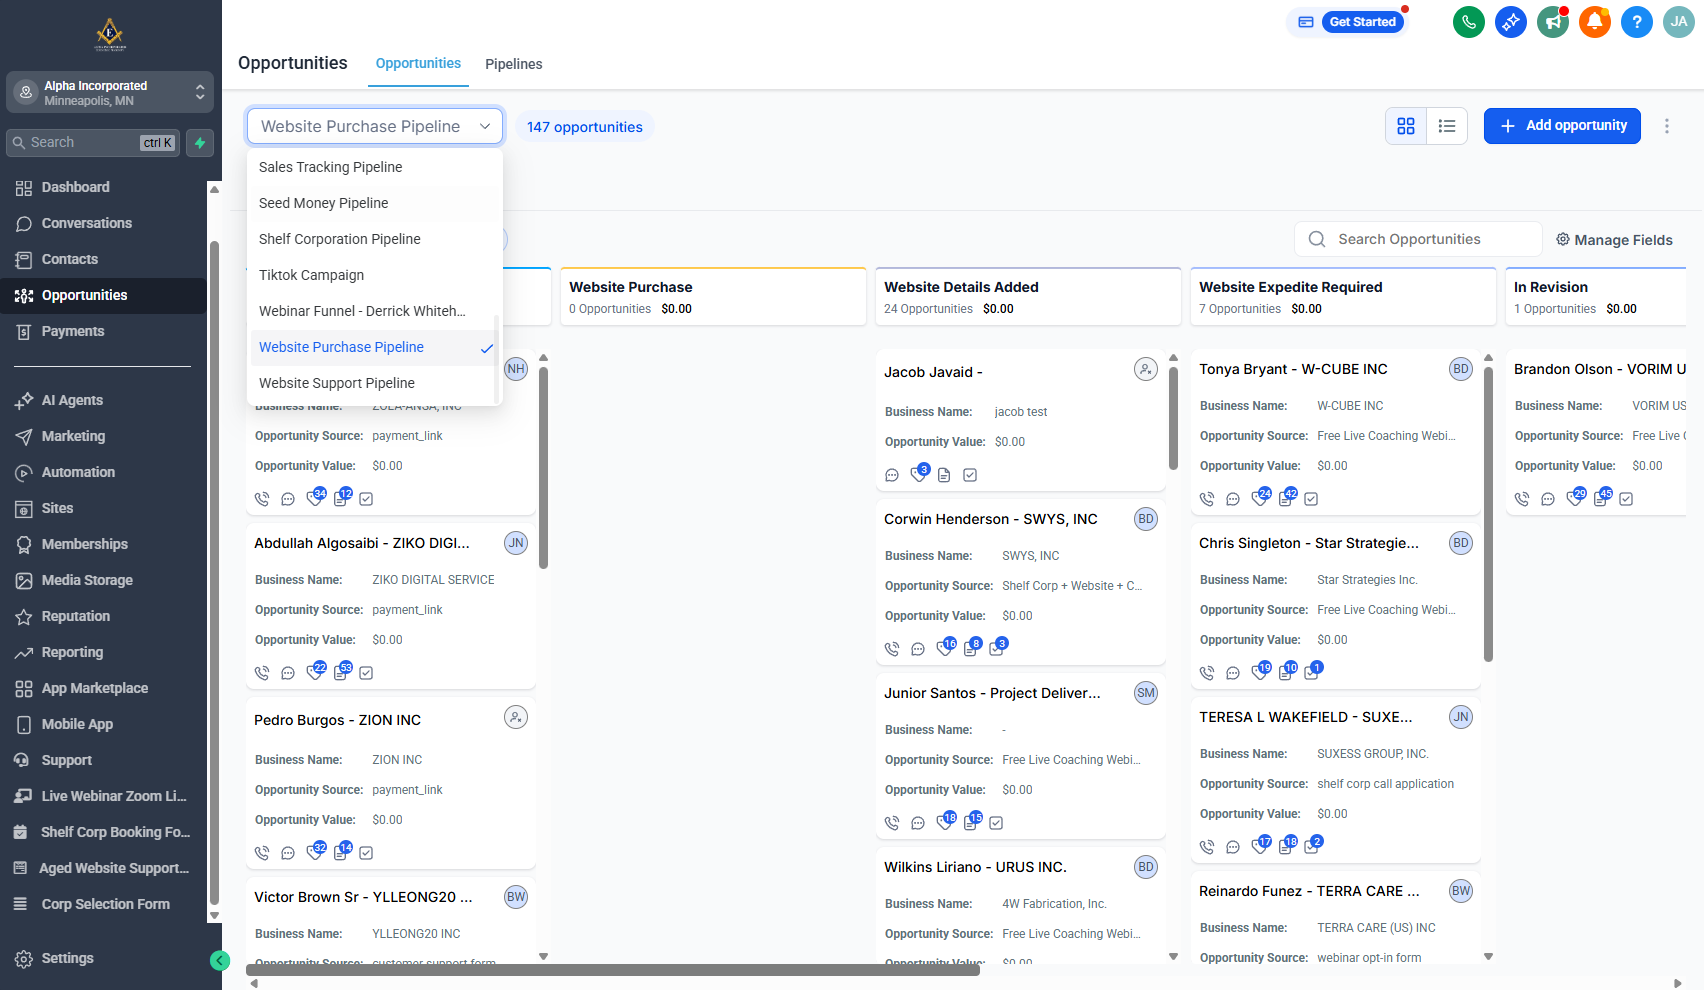 Get Started
JA
Opportunities
Opportunities
Pipelines
Alpha Incorporated
Minneapolis, MN
Search
ctrl K
Dashboard
Conversations
Contacts
Opportunities
Payments
AI Agents
Marketing
Automation
Sites
Memberships
Media Storage
Reputation
Reporting
App Marketplace
Mobile App
Support
Live Webinar Zoom Li...
Shelf Corp Booking Fo...
Aged Website Support...
Corp Selection Form
Settings
Website Purchase Pipeline
147 opportunities
Add opportunity
Sales Tracking Pipeline
Seed Money Pipeline
Shelf Corporation Pipeline
Tiktok Campaign
Webinar Funnel - Derrick Whiteh...
Website Purchase Pipeline
Website Support Pipeline
Search Opportunities
Manage Fields
NH
Business Name: ZOLA-ANSA, INC
Opportunity Source: payment_link
Opportunity Value: $0.00
34
12
Abdullah Algosaibi - ZIKO DIGI...
JN
Business Name: ZIKO DIGITAL SERVICE
Opportunity Source: payment_link
Opportunity Value: $0.00
22
53
Pedro Burgos - ZION INC
Business Name: ZION INC
Opportunity Source: payment_link
Opportunity Value: $0.00
32
14
Victor Brown Sr - YLLEONG20 ...
BW
Business Name: YLLEONG20 INC
Opportunity Source: customer support form
Website Purchase
0 Opportunities $0.00
Website Details Added
24 Opportunities $0.00
Jacob Javaid -
Business Name: jacob test
Opportunity Value: $0.00
3
Corwin Henderson - SWYS, INC
BD
Business Name: SWYS, INC
Opportunity Source: Shelf Corp + Website + C...
Opportunity Value: $0.00
16
8
3
Junior Santos - Project Deliver...
SM
Business Name: -
Opportunity Source: Free Live Coaching Webi...
Opportunity Value: $0.00
18
15
Wilkins Liriano - URUS INC.
BD
Business Name: 4W Fabrication, Inc.
Opportunity Source: Free Live Coaching Webi...
Opportunity Value: $0.00
Website Expedite Required
7 Opportunities $0.00
Tonya Bryant - W-CUBE INC
BD
Business Name: W-CUBE INC
Opportunity Source: Free Live Coaching Webi...
Opportunity Value: $0.00
24
42
Chris Singleton - Star Strategie...
BD
Business Name: Star Strategies Inc.
Opportunity Source: Free Live Coaching Webi...
Opportunity Value: $0.00
19
10
1
TERESA L WAKEFIELD - SUXE...
JN
Business Name: SUXESS GROUP, INC.
Opportunity Source: shelf corp call application
Opportunity Value: $0.00
17
18
2
Reinardo Funez - TERRA CARE ...
BW
Business Name: TERRA CARE (US) INC
Opportunity Source: webinar opt-in form
In Revision
1 Opportunities $0.00
Brandon Olson - VORIM U
Business Name: VORIM US
Opportunity Source: Free Live C
Opportunity Value: $0.00
29
45